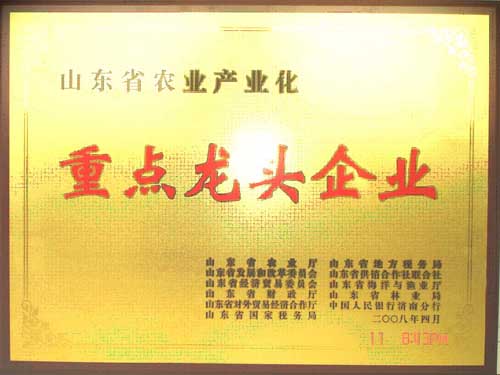 山东省农业产业化
重点龙头企业
山东省农业厅 山东省地方税务局
山东省发展和改革委员会 山东省供销合作社联合社
山东省经济贸易委员会 山东省海洋与渔业厅
山东省财政厅 山东省林业局
山东省对外贸易经济合作厅 中国人民银行济南分行
山东省国家税务局 二〇〇八年四月